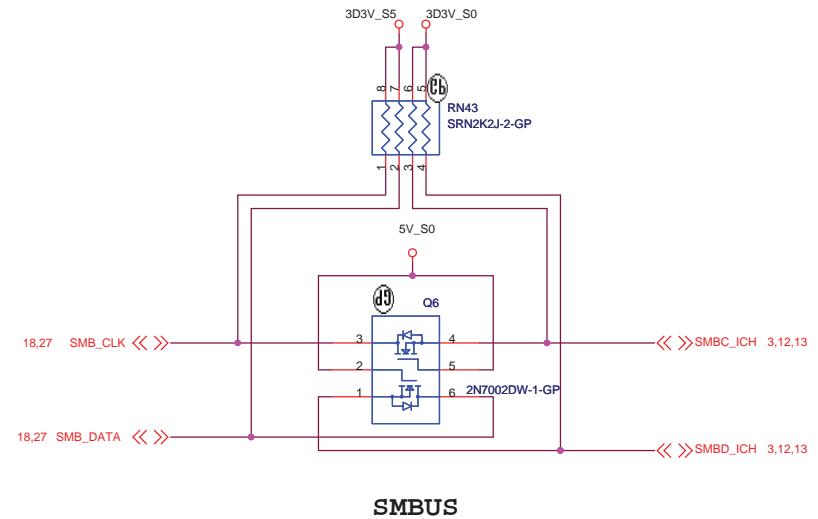 3D3V_S5 3D3V_S0
8 7 6 5
GP
RN43
SRN2K2J-2-GP
1 2 3 4
5V_S0
GP
Q6
18,27 SMB_CLK 3 4 SMBC_ICH 3,12,13
2 5
1 6 2N7002DW-1-GP
18,27 SMB_DATA
SMBD_ICH 3,12,13
SMBUS